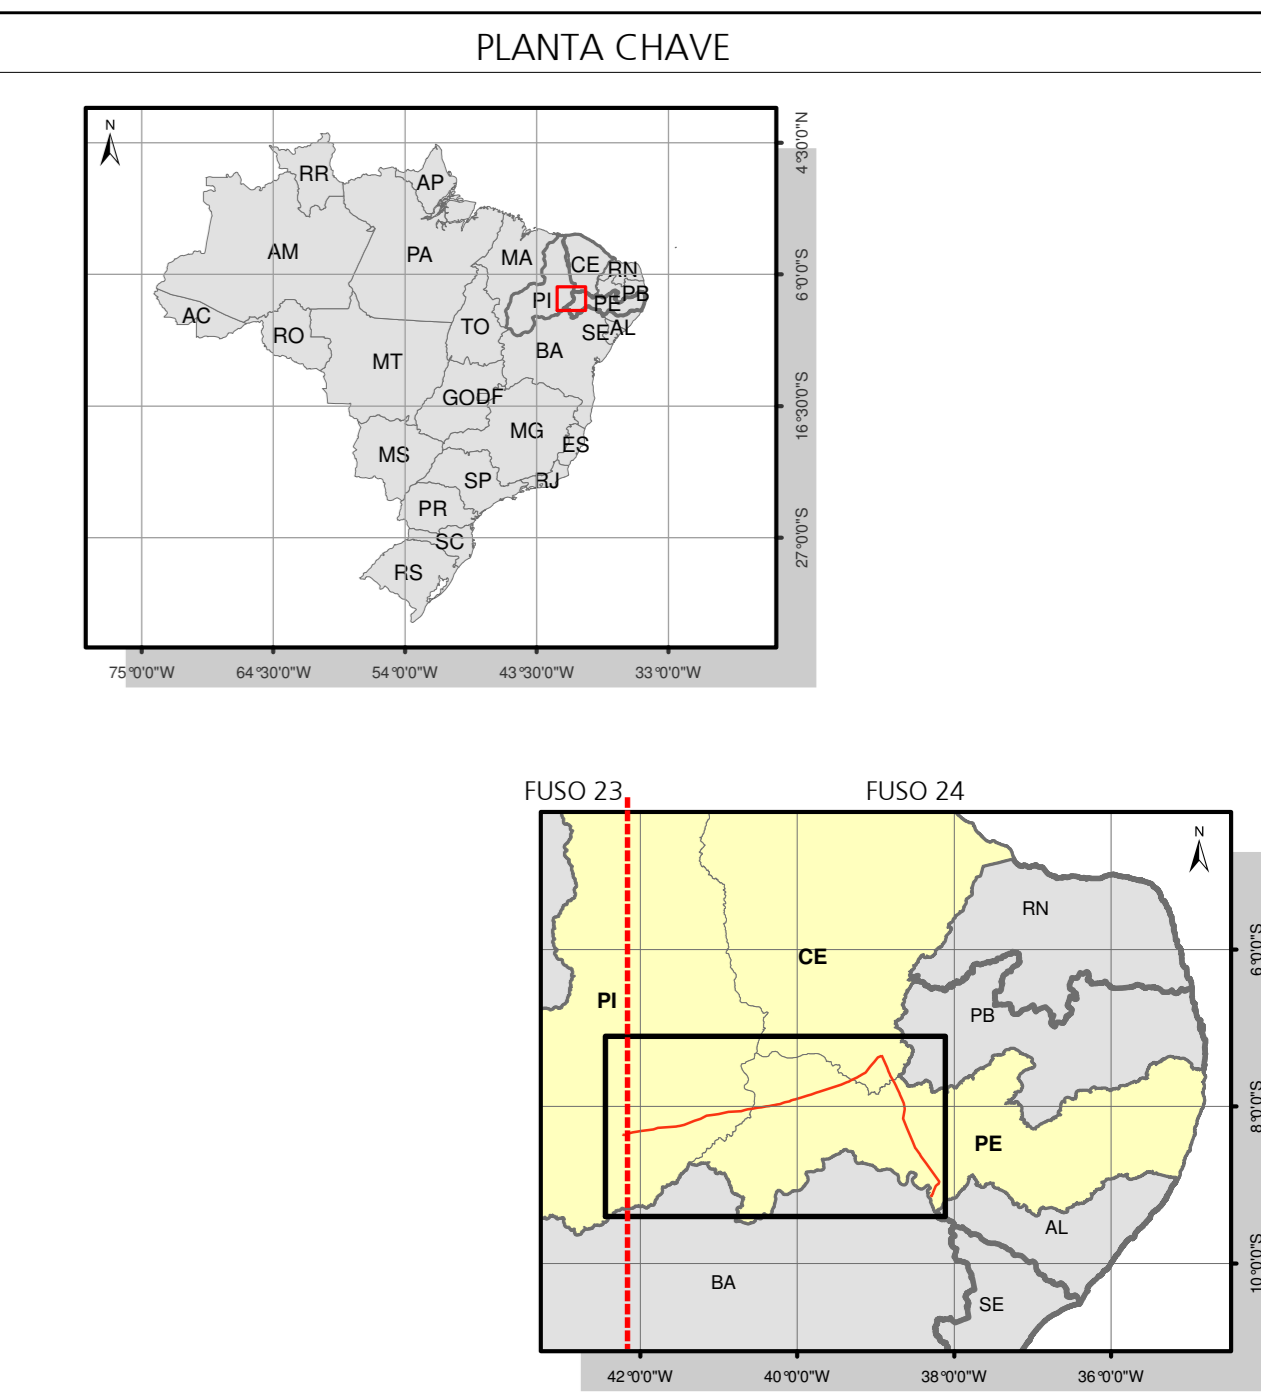 PLANTA CHAVE
N
4°30'0"N
RR
AP
AM
PA
MA
CE
RN
6°0'0"S
PI
PE
PB
AC
RO
TO
SE
AL
MT
BA
GO
DF
16°30'0"S
MG
MS
ES
SP
RJ
PR
SC
27°0'0"S
RS
75°0'0"W 64°30'0"W 54°0'0"W 43°30'0"W 33°0'0"W
FUSO 23 FUSO 24
N
RN
CE
6°0'0"S
PI
PB
8°0'0"S
PE
AL
10°0'0"S
BA
SE
42°0'0"W 40°0'0"W 38°0'0"W 36°0'0"W